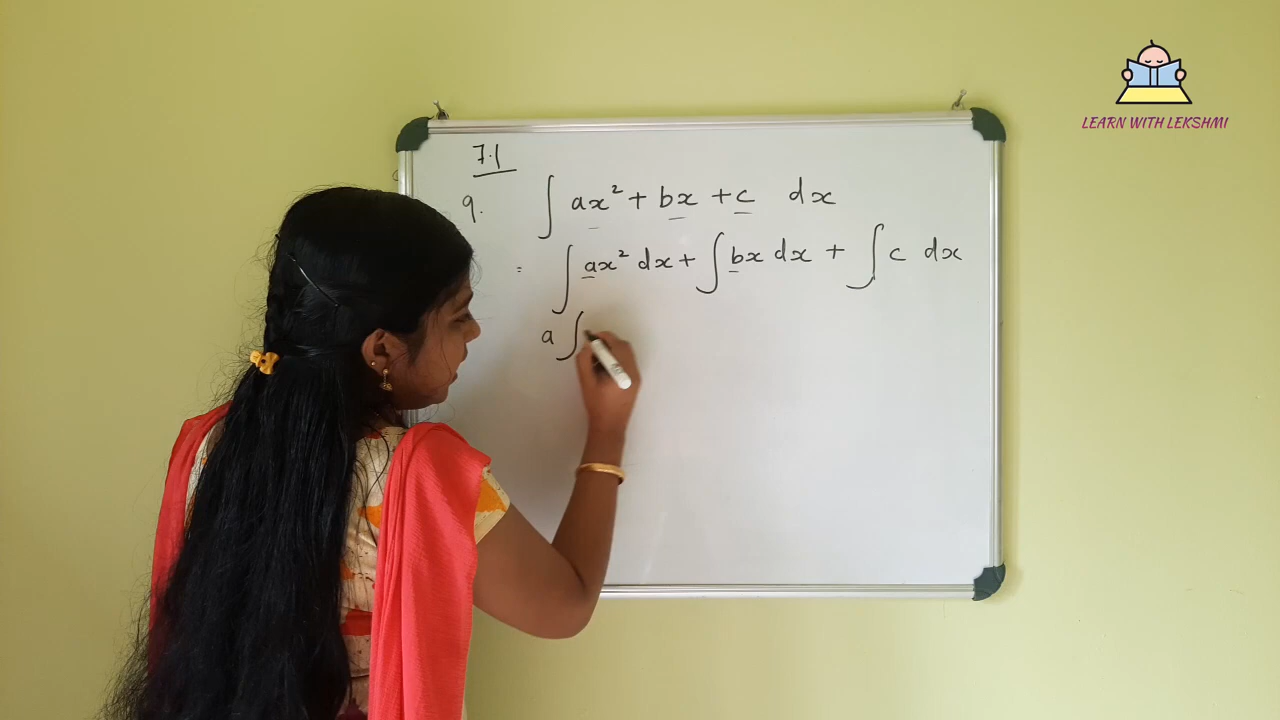 LEARN WITH LEKSHMI
7.1
9. ∫ ax² + bx + c dx
= ∫ ax² dx + ∫ bx dx + ∫ c dx
a ∫